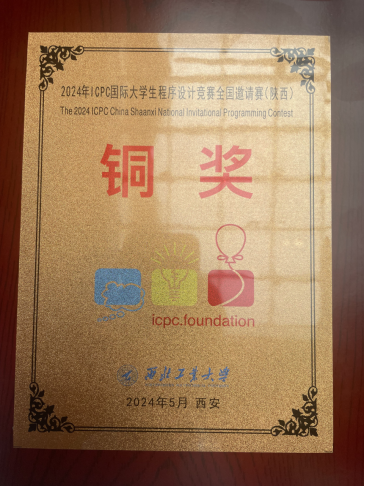 2024年ICPC国际大学生程序设计竞赛全国邀请赛(陕西)
The 2024 ICPC China Shaanxi National Invitational Programming Contest
铜奖
icpc.foundation
西北工业大学
2024年5月 西安